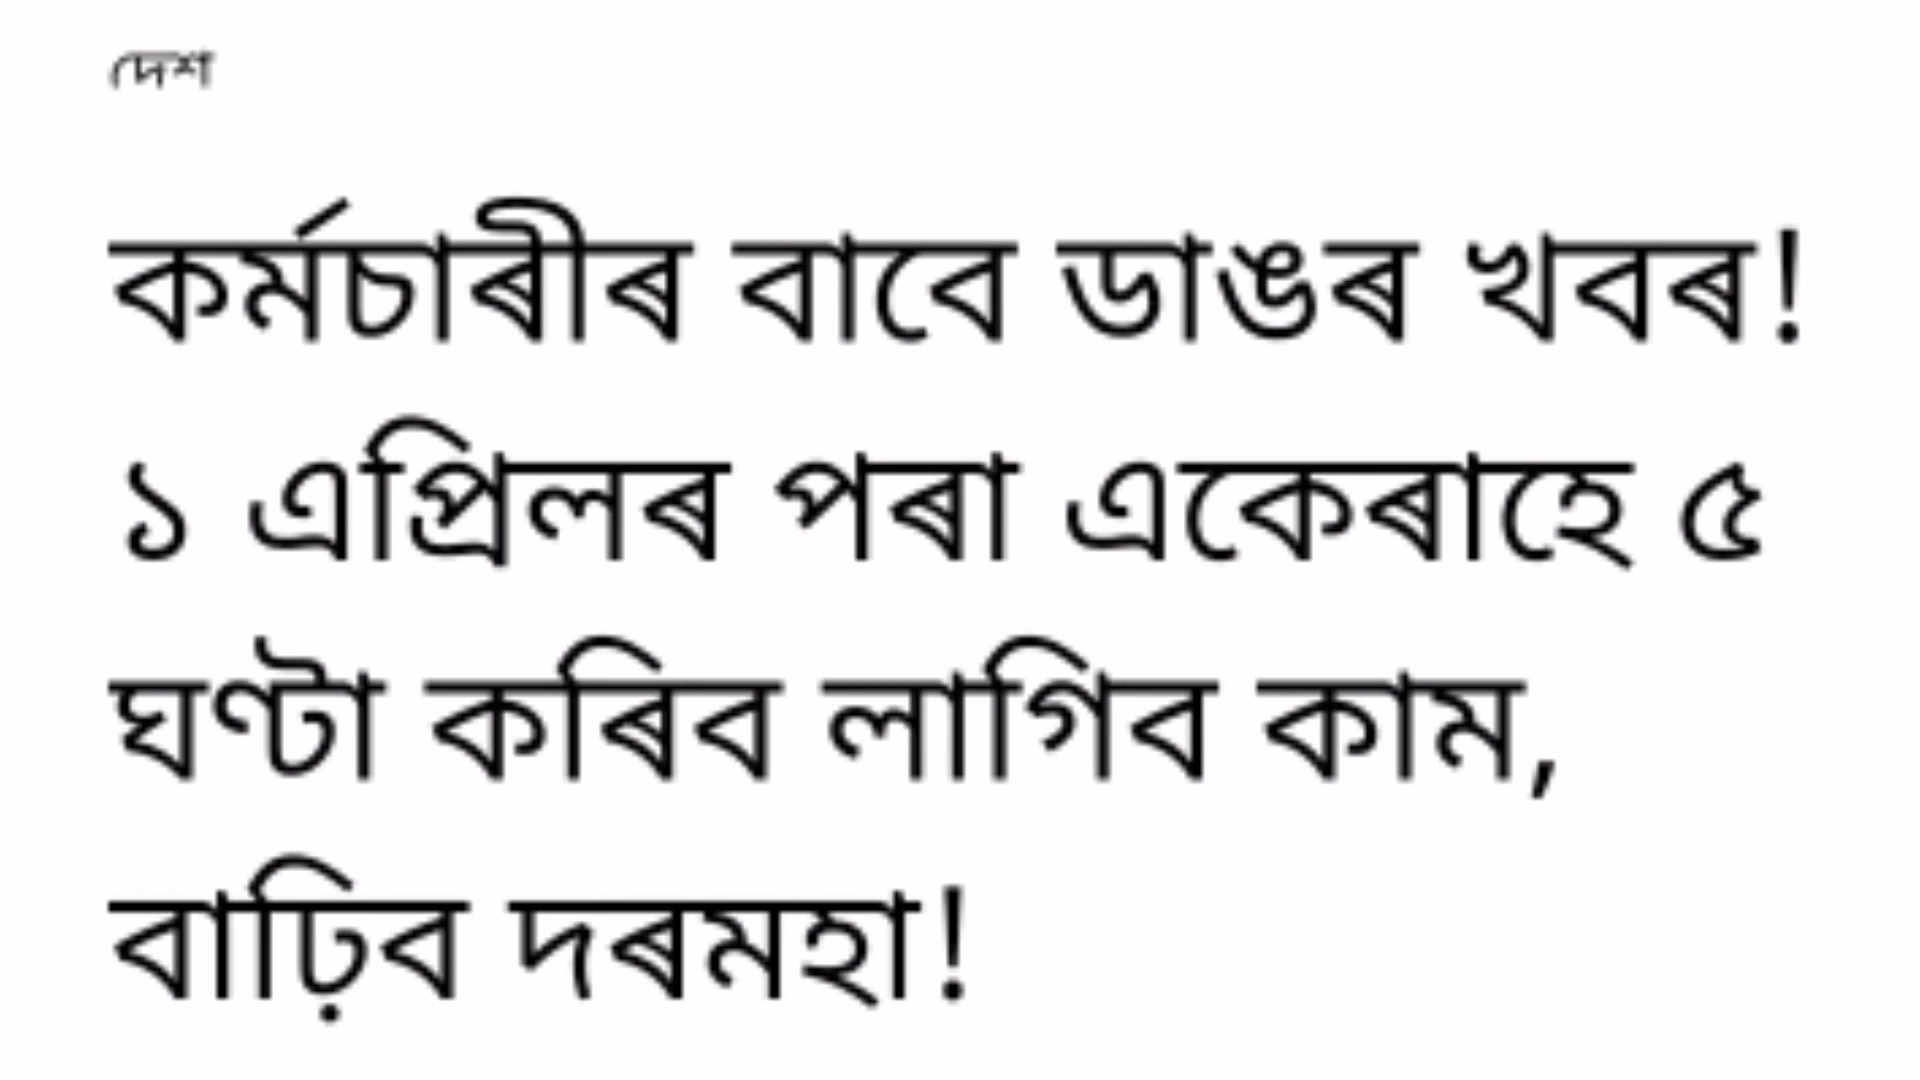 দেশ
কৰ্মচাৰীৰ বাবে ডাঙৰ খবৰ!
১ এপ্ৰিলৰ পৰা একেৰাহে ৫
ঘণ্টা কৰিব লাগিব কাম,
বাঢ়িব দৰমহা!